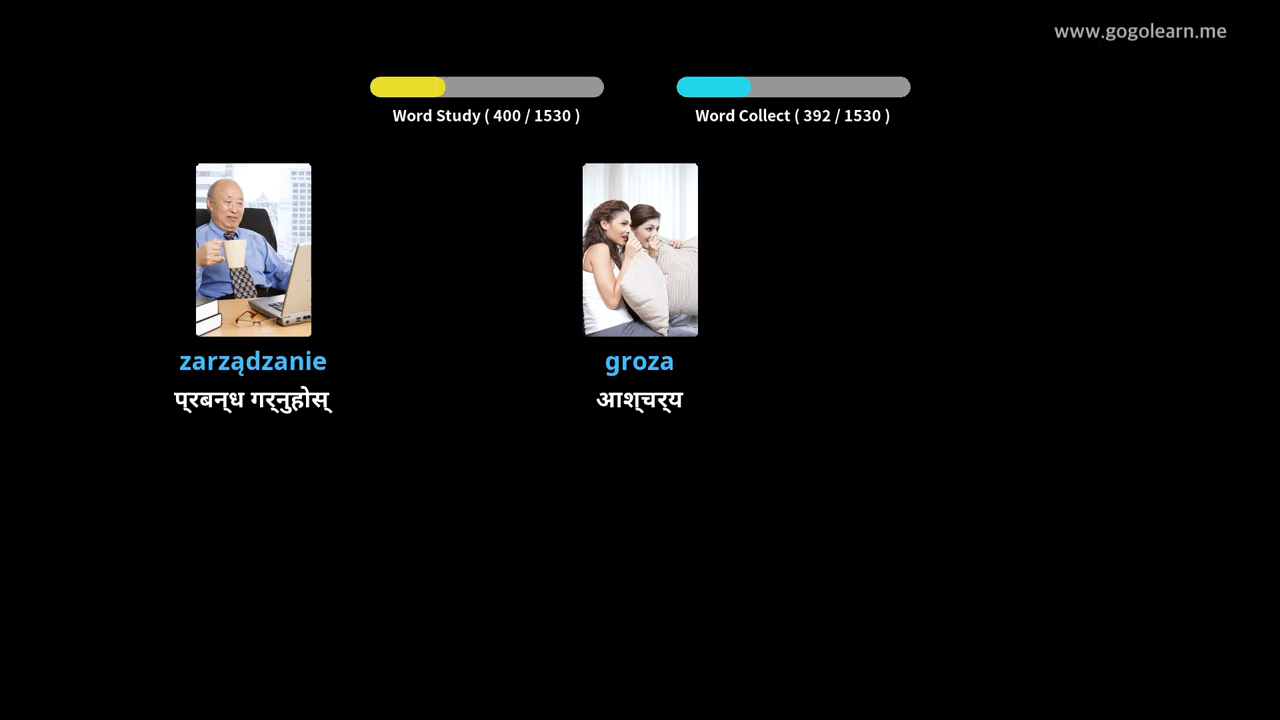 www.gogolearn.me
Word Study ( 400 / 1530 )
Word Collect ( 392 / 1530 )
zarządzanie
प्रबन्ध गर्नुहोस्
groza
आश्चर्य